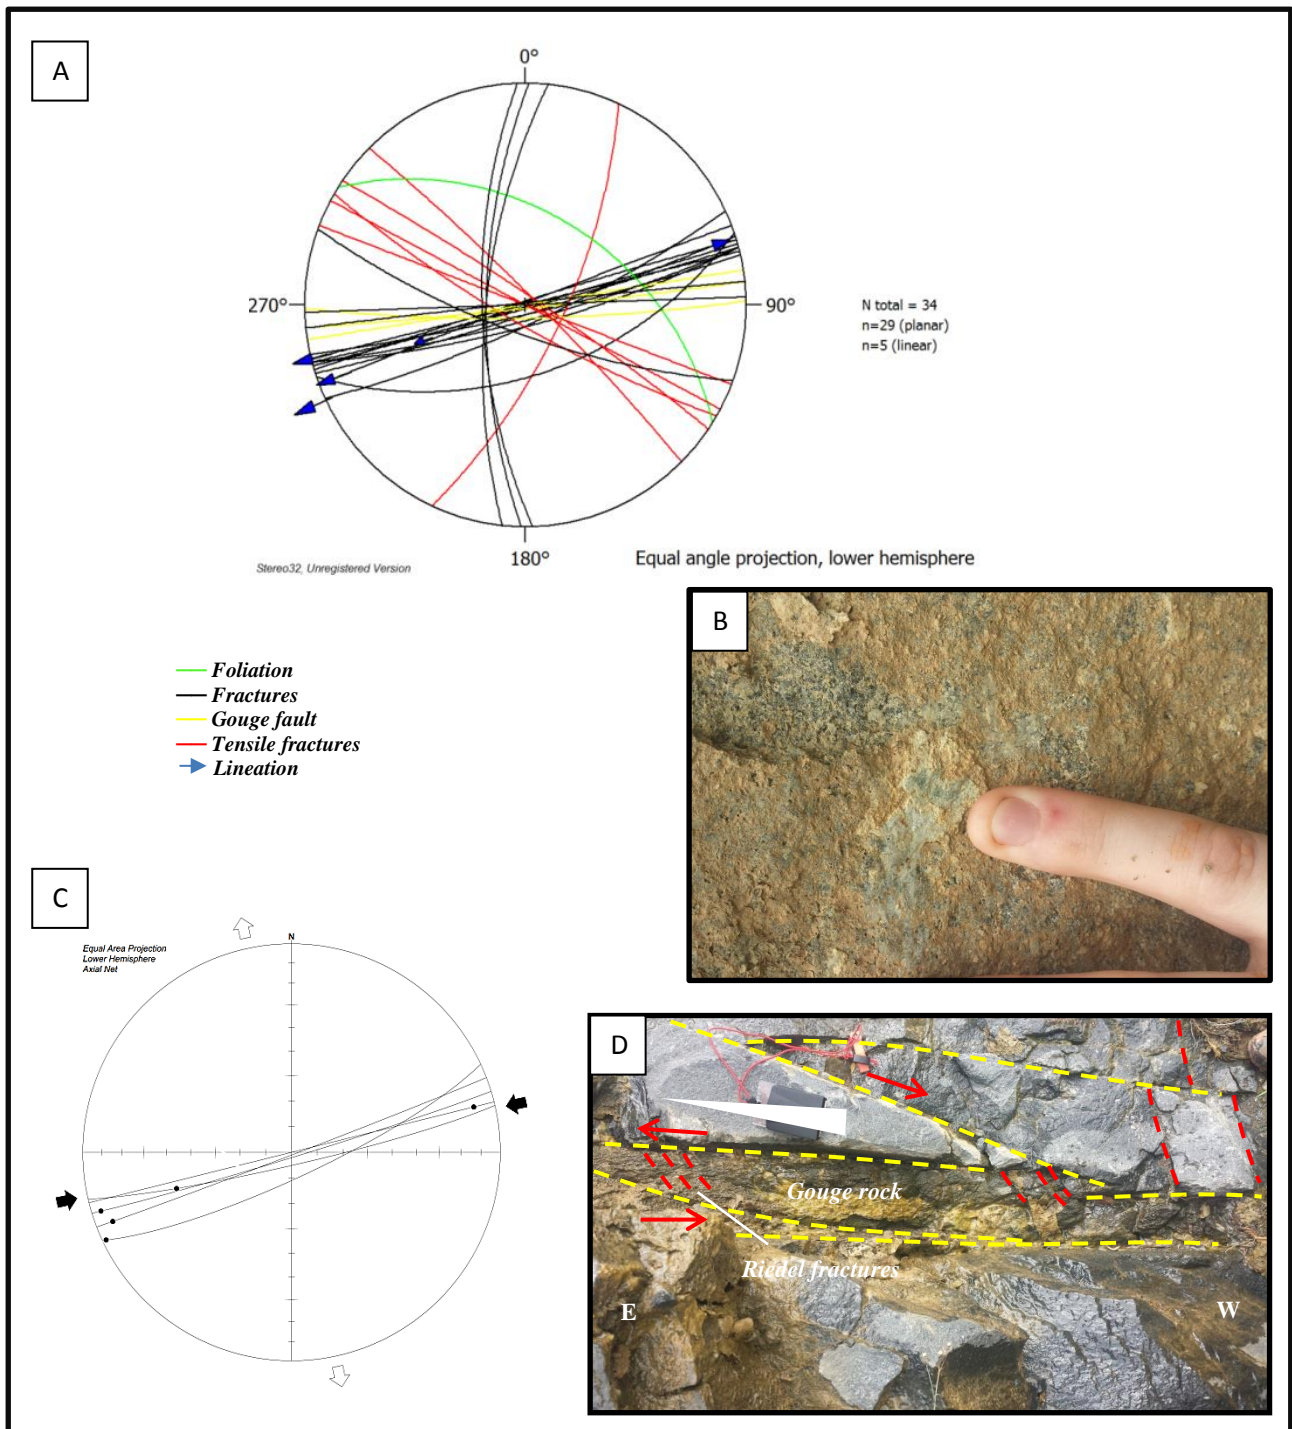 A
0°
270°
90°
N total = 34
n=29 (planar)
n=5 (linear)
180°
Equal angle projection, lower hemisphere
Stereo32, Unregistered Version
B
Foliation
Fractures
Gouge fault
Tensile fractures
Lineation
C
N
Equal Area Projection
Lower Hemisphere
Axial Net
D
Gouge rock
Riedel fractures
E
W